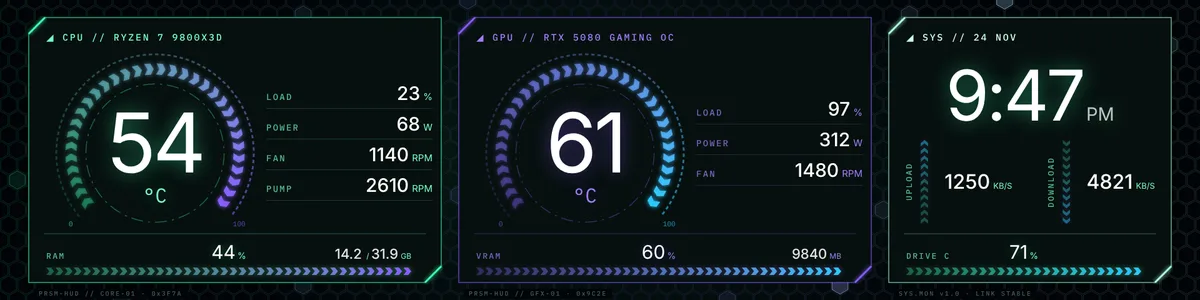 CPU // RYZEN 7 9800X3D
54
°C
0 100
LOAD 23 %
POWER 68 W
FAN 1140 RPM
PUMP 2610 RPM
RAM 44 % 14.2 / 31.9 GB
PRSM-HUD // CORE-01 · 0x3F7A
GPU // RTX 5080 GAMING OC
61
°C
0 100
LOAD 97 %
POWER 312 W
FAN 1480 RPM
VRAM 60 % 9840 MB
PRSM-HUD // GFX-01 · 0x9C2E
SYS // 24 NOV
9:47 PM
UPLOAD 1250 KB/S
DOWNLOAD 4821 KB/S
DRIVE C 71 %
SYS.MON v1.0 · LINK STABLE